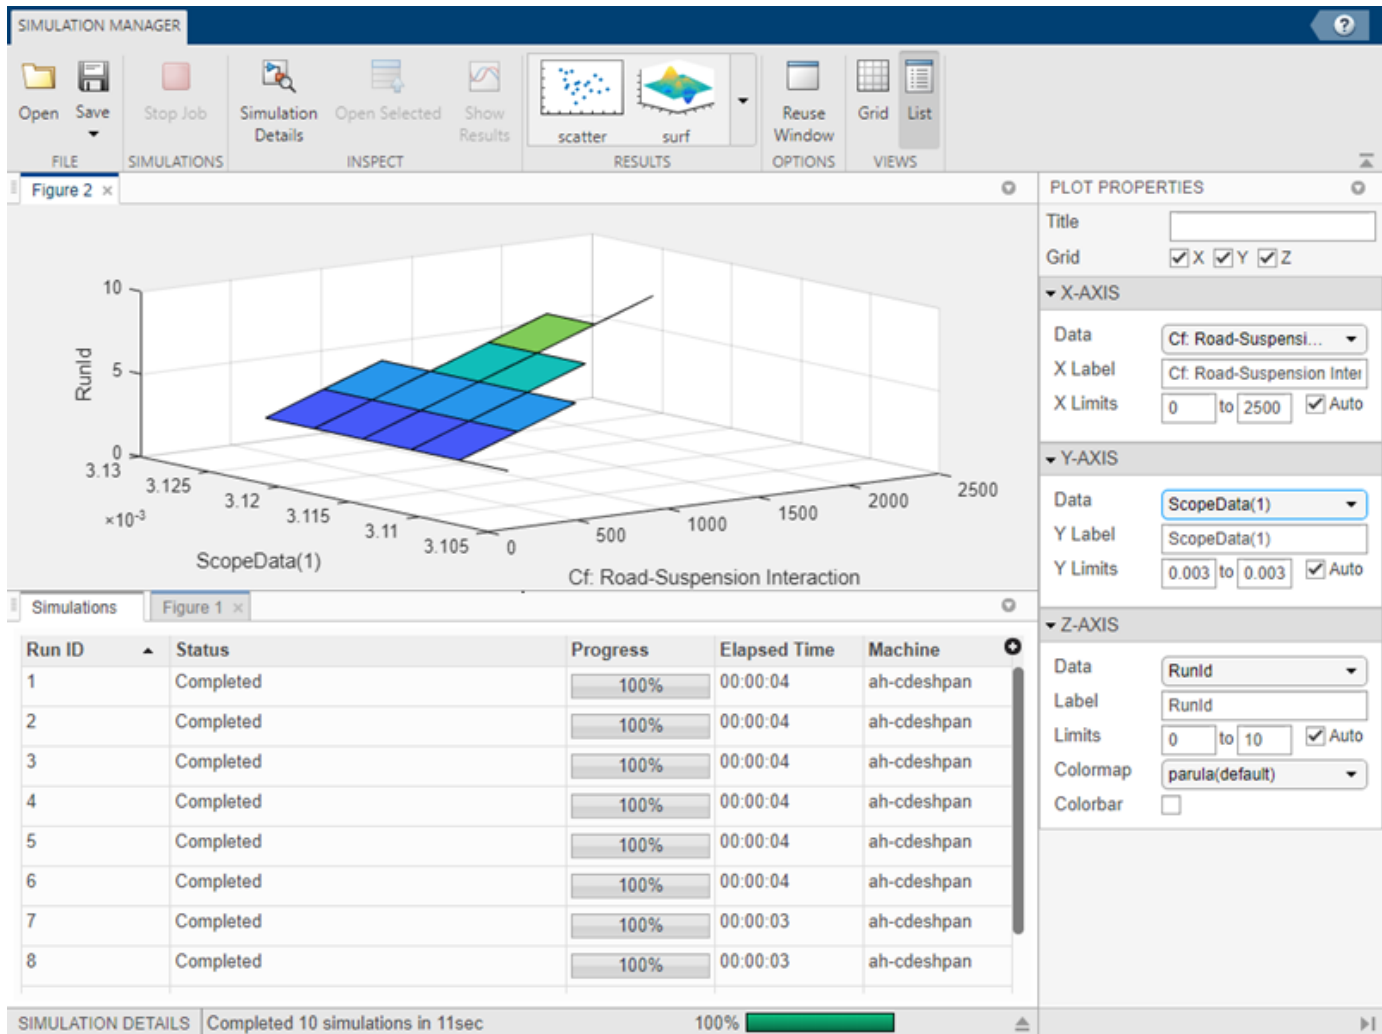 SIMULATION MANAGER
?
Open Save Stop Job Simulation Details Open Selected Show Results scatter surf Reuse Window Grid List
FILE SIMULATIONS INSPECT RESULTS OPTIONS VIEWS
Figure 2 ×
10
5
0
RunId
3.13
3.125
3.12
3.115
3.11
3.105
×10-3
ScopeData(1)
0
500
1000
1500
2000
2500
Cf: Road-Suspension Interaction
PLOT PROPERTIES
Title
Grid X Y Z
X-AXIS
Data Cf: Road-Suspensi...
X Label Cf: Road-Suspension Inter
X Limits 0 to 2500 Auto
Y-AXIS
Data ScopeData(1)
Y Label ScopeData(1)
Y Limits 0.003 to 0.003 Auto
Z-AXIS
Data RunId
Label RunId
Limits 0 to 10 Auto
Colormap parula(default)
Colorbar
Simulations Figure 1 ×
Run ID Status Progress Elapsed Time Machine
1 Completed 100% 00:00:04 ah-cdeshpan
2 Completed 100% 00:00:04 ah-cdeshpan
3 Completed 100% 00:00:04 ah-cdeshpan
4 Completed 100% 00:00:04 ah-cdeshpan
5 Completed 100% 00:00:04 ah-cdeshpan
6 Completed 100% 00:00:04 ah-cdeshpan
7 Completed 100% 00:00:03 ah-cdeshpan
8 Completed 100% 00:00:03 ah-cdeshpan
SIMULATION DETAILS Completed 10 simulations in 11sec 100%